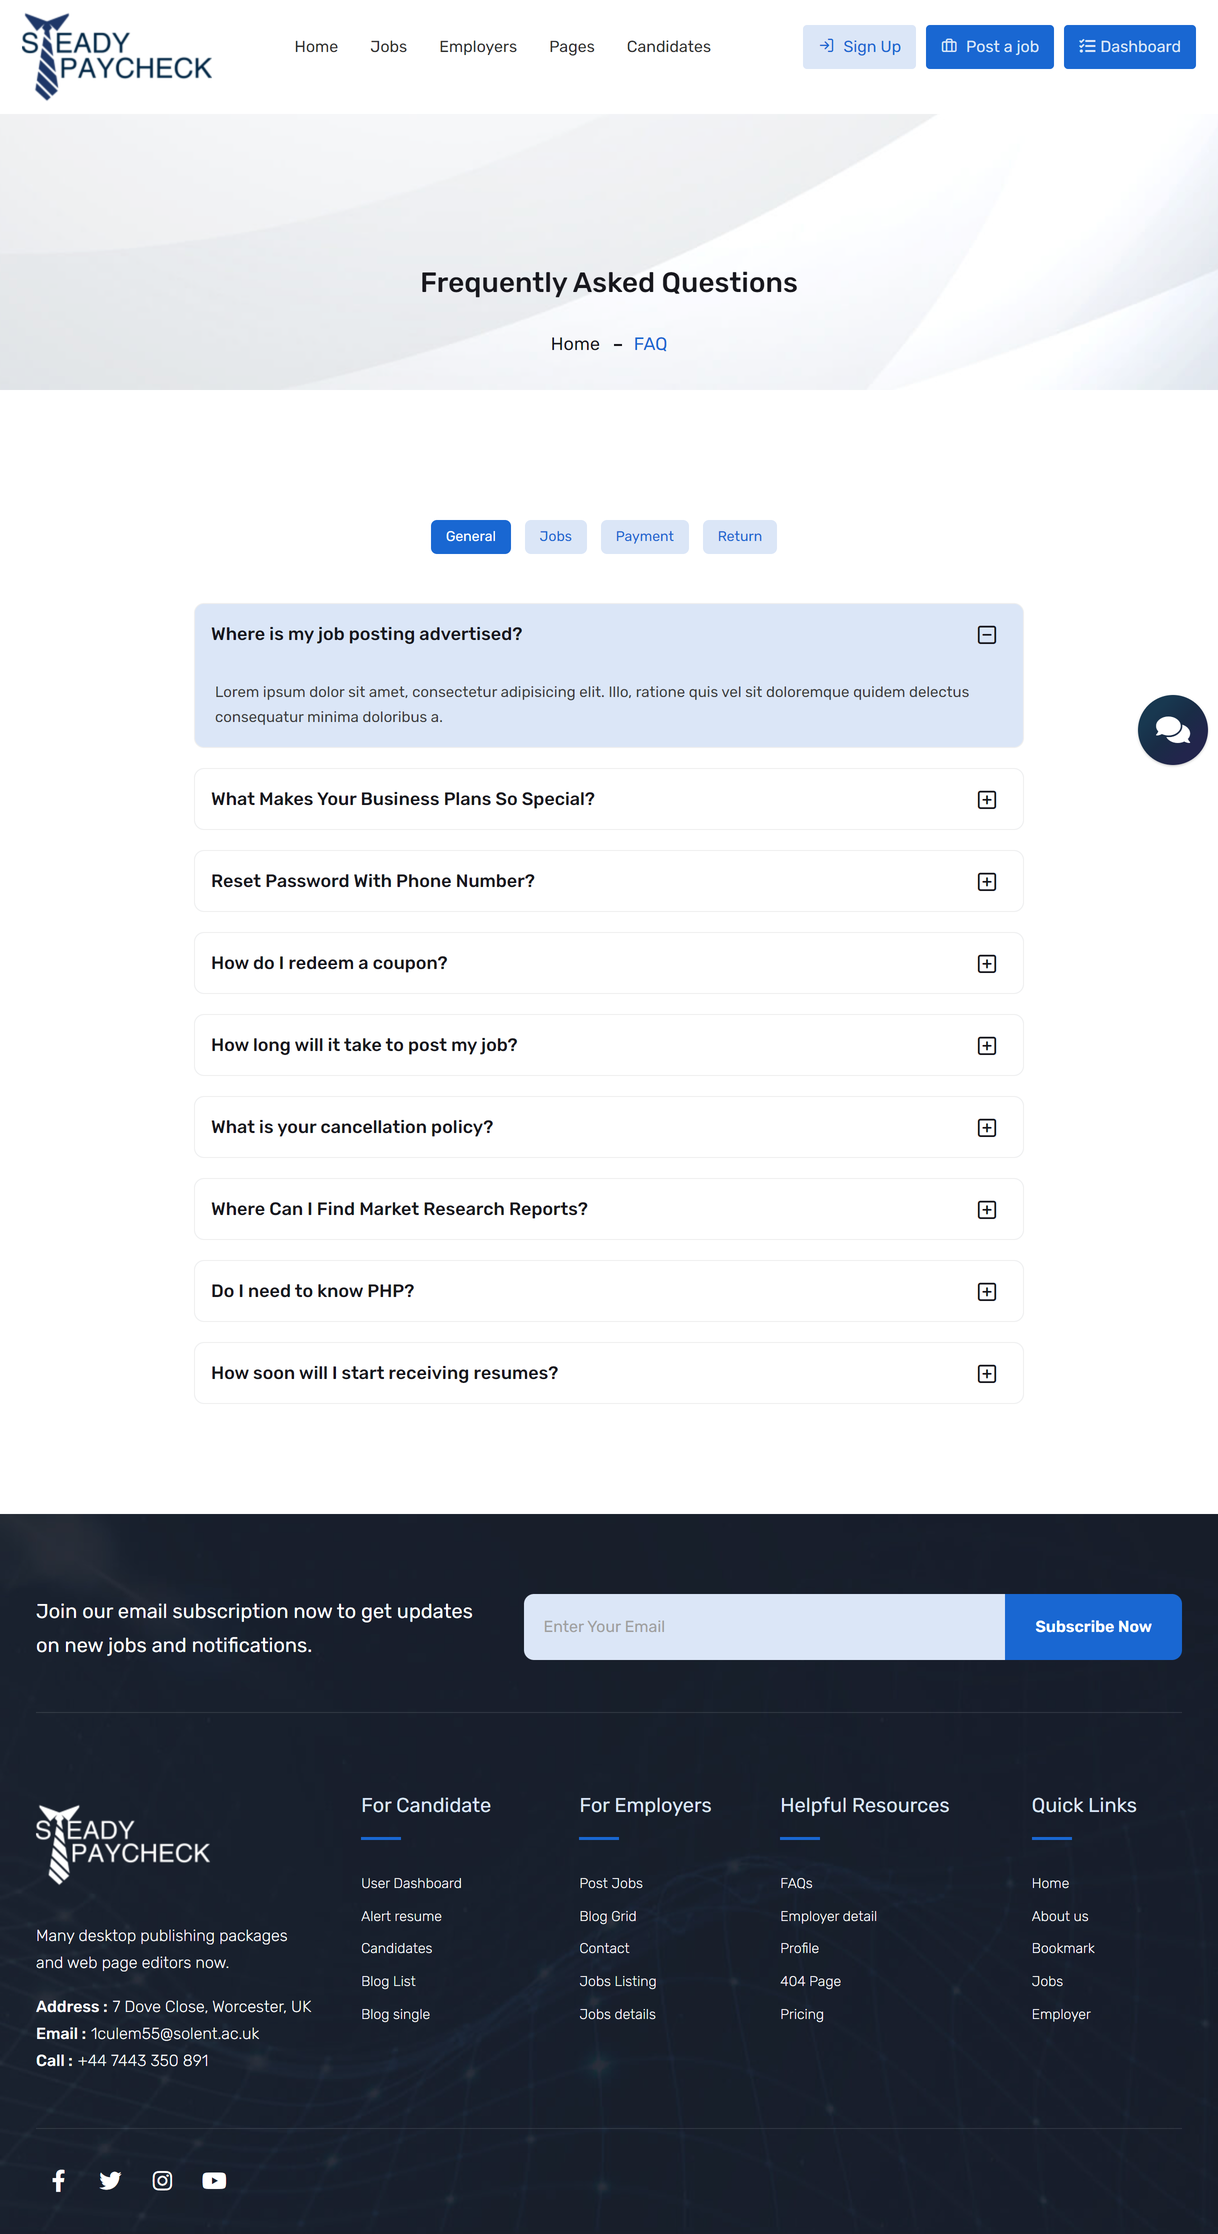 STEADY
PAYCHECK
Home
Jobs
Employers
Pages
Candidates
Sign Up
Post a job
Dashboard
Frequently Asked Questions
Home – FAQ
General
Jobs
Payment
Return
Where is my job posting advertised?
Lorem ipsum dolor sit amet, consectetur adipisicing elit. Illo, ratione quis vel sit doloremque quidem delectus
consequatur minima doloribus a.
What Makes Your Business Plans So Special?
Reset Password With Phone Number?
How do I redeem a coupon?
How long will it take to post my job?
What is your cancellation policy?
Where Can I Find Market Research Reports?
Do I need to know PHP?
How soon will I start receiving resumes?
Join our email subscription now to get updates
on new jobs and notifications.
Enter Your Email
Subscribe Now
STEADY
PAYCHECK
Many desktop publishing packages
and web page editors now.
Address : 7 Dove Close, Worcester, UK
Email : 1culem55@solent.ac.uk
Call : +44 7443 350 891
For Candidate
User Dashboard
Alert resume
Candidates
Blog List
Blog single
For Employers
Post Jobs
Blog Grid
Contact
Jobs Listing
Jobs details
Helpful Resources
FAQs
Employer detail
Profile
404 Page
Pricing
Quick Links
Home
About us
Bookmark
Jobs
Employer